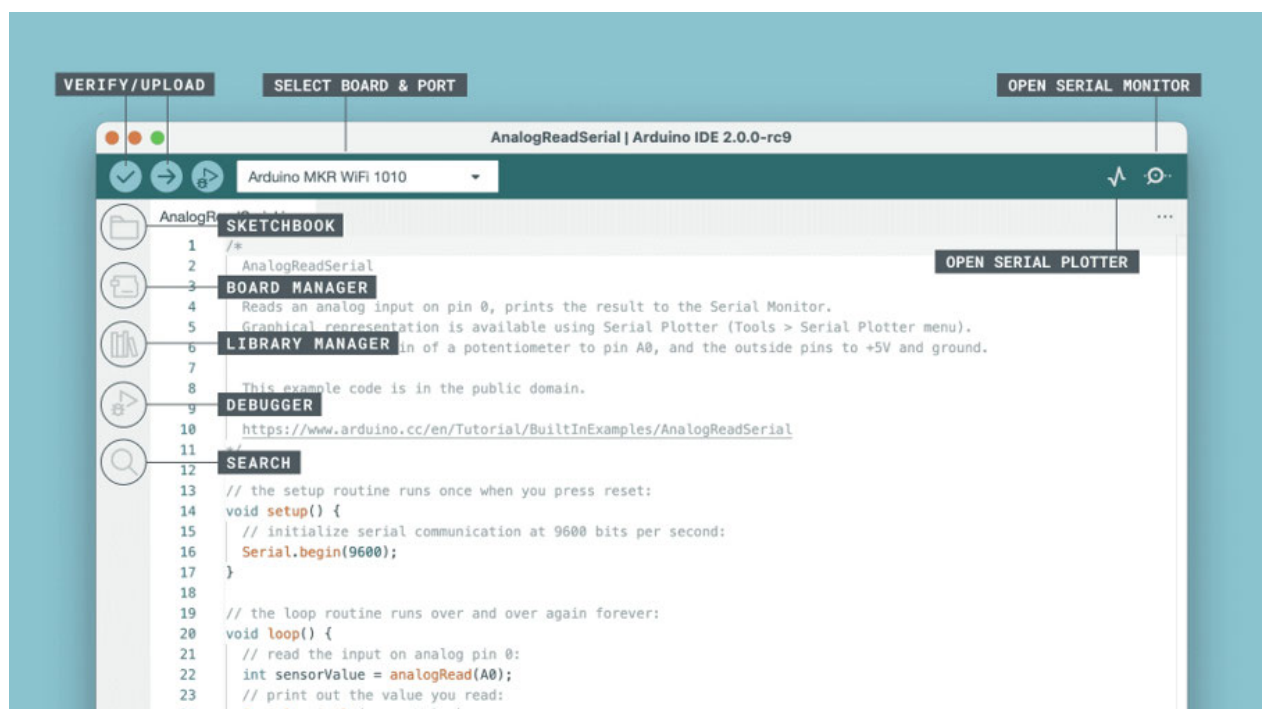 VERIFY/UPLOAD
SELECT BOARD & PORT
OPEN SERIAL MONITOR
AnalogReadSerial | Arduino IDE 2.0.0-rc9
Arduino MKR WiFi 1010
AnalogR
SKETCHBOOK
OPEN SERIAL PLOTTER
BOARD MANAGER
LIBRARY MANAGER
DEBUGGER
SEARCH
1 /*
2 AnalogReadSerial
3
4 Reads an analog input on pin 0, prints the result to the Serial Monitor.
5 Graphical representation is available using Serial Plotter (Tools > Serial Plotter menu).
6 in of a potentiometer to pin A0, and the outside pins to +5V and ground.
7
8 This example code is in the public domain.
9
10 https://www.arduino.cc/en/Tutorial/BuiltInExamples/AnalogReadSerial
11 */
12
13 // the setup routine runs once when you press reset:
14 void setup() {
15 // initialize serial communication at 9600 bits per second:
16 Serial.begin(9600);
17 }
18
19 // the loop routine runs over and over again forever:
20 void loop() {
21 // read the input on analog pin 0:
22 int sensorValue = analogRead(A0);
23 // print out the value you read: